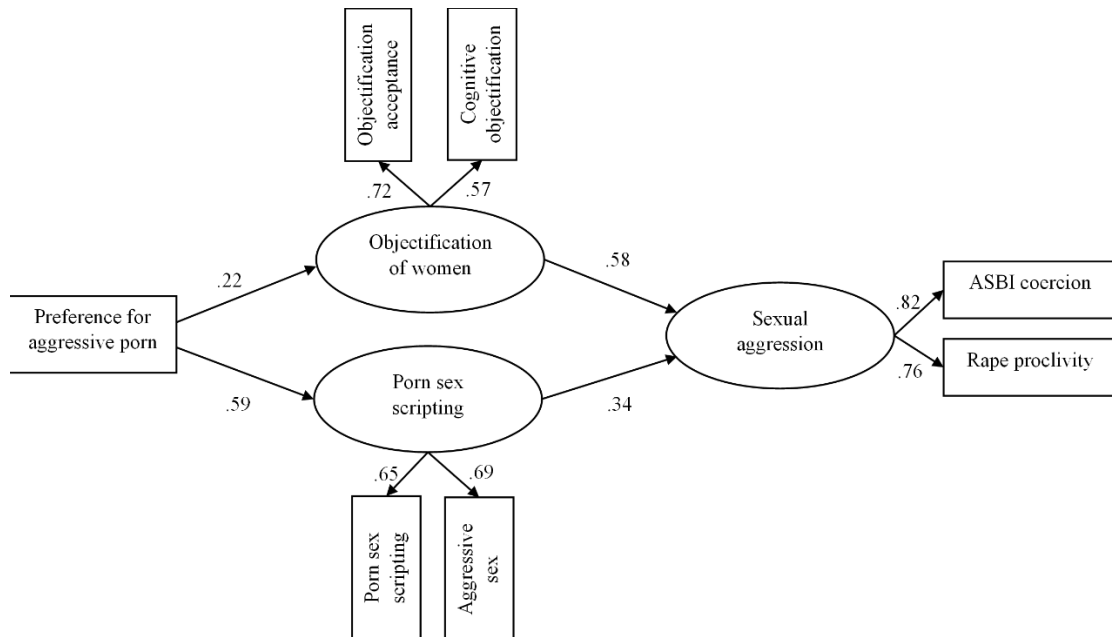 Objectification
acceptance
Cognitive
objectification
.72
.57
Objectification
of women
.22
.58
Preference for
aggressive porn
Sexual
aggression
.82
ASBI coercion
.76
Rape proclivity
.59
Porn sex
scripting
.34
.65
.69
Porn sex
scripting
Aggressive
sex